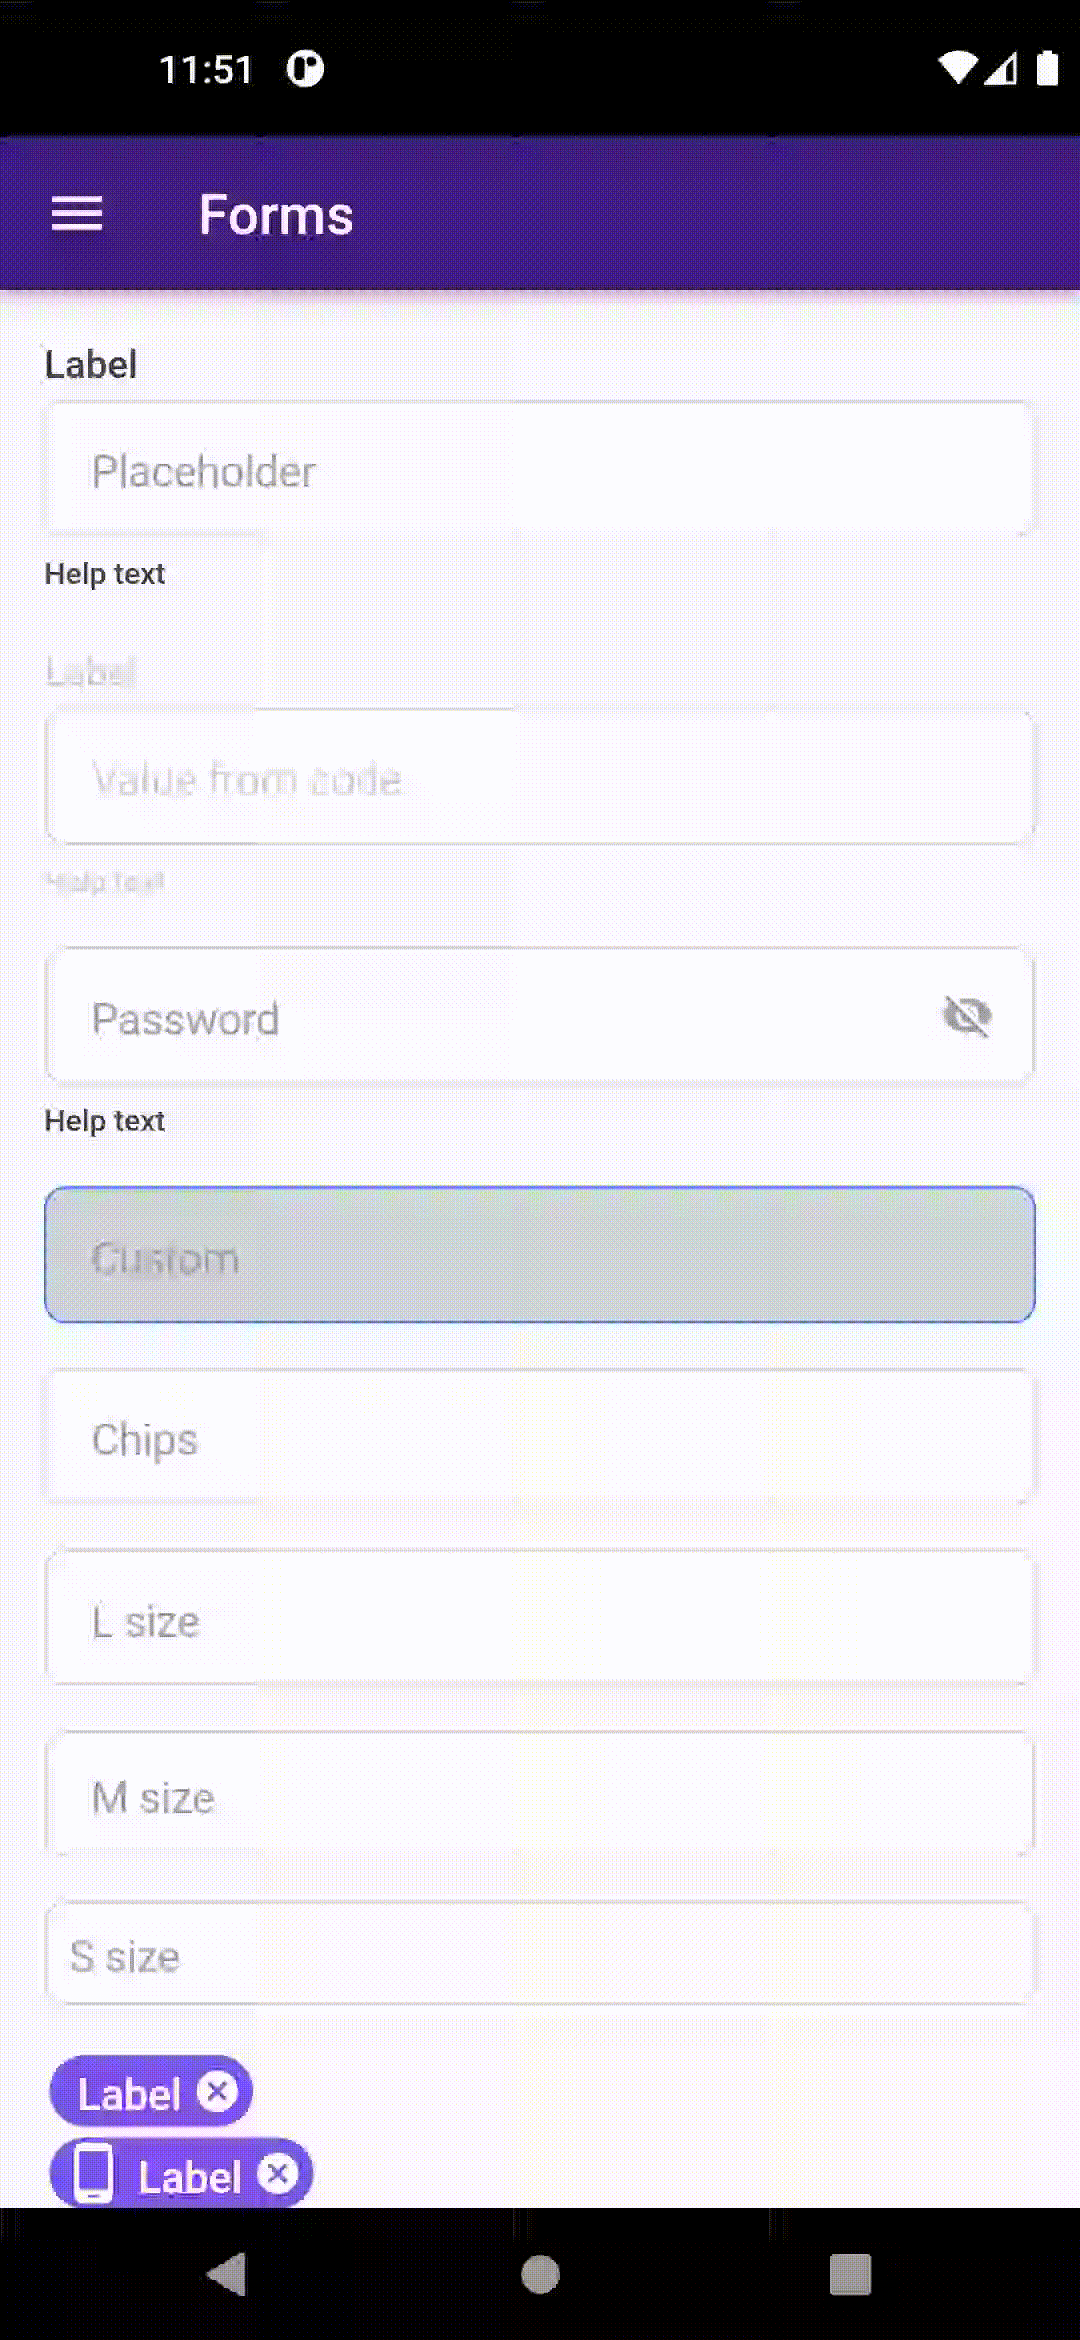 11:51
Forms
Label
Placeholder
Help text
Label
Value from code
Help text
Password
Help text
Custom
Chips
L size
M size
S size
Label
Label